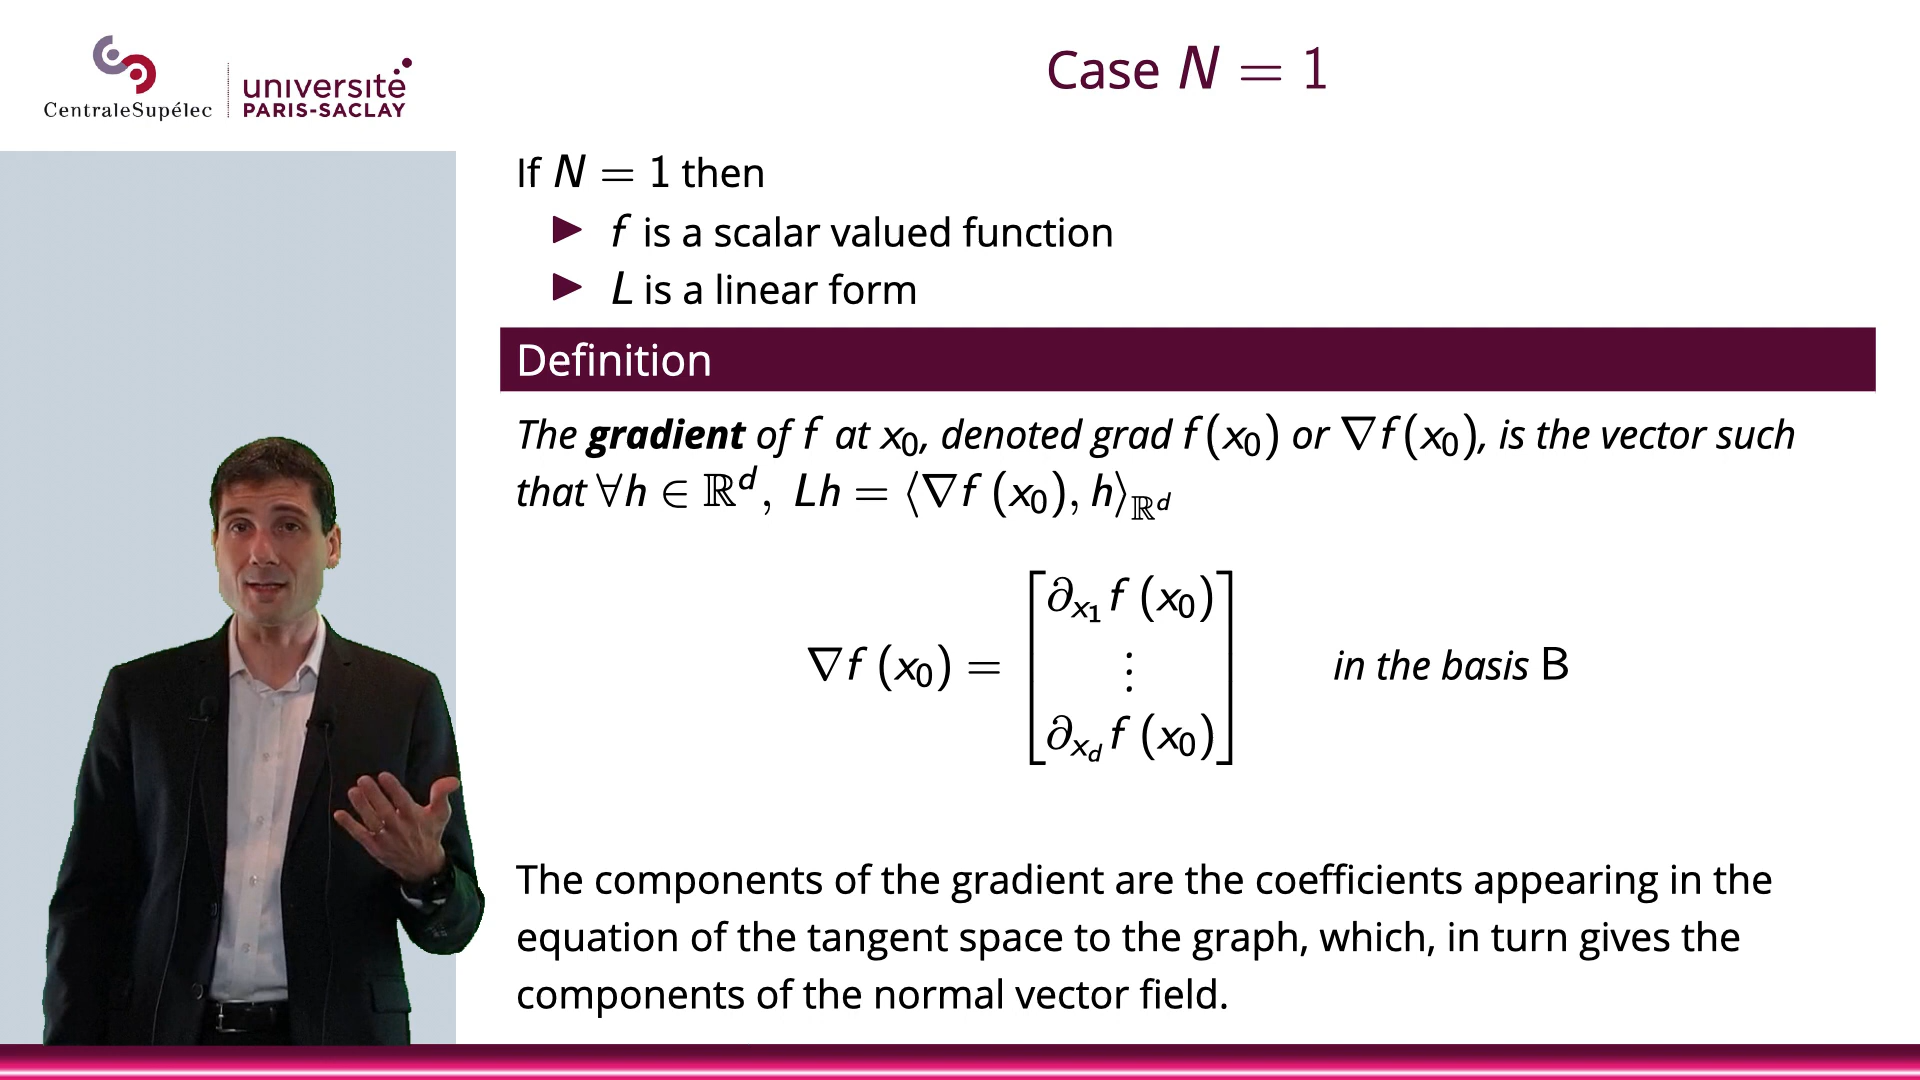 CentraleSupélec
université
PARIS-SACLAY
Case N = 1
If N = 1 then
▶ f is a scalar valued function
▶ L is a linear form
Definition
The gradient of f at x₀, denoted grad f(x₀) or ∇f(x₀), is the vector such
that ∀h ∈ ℝᵈ, Lh = ⟨∇f (x₀), h⟩_ℝᵈ
∇f (x₀) = [∂_x₁ f (x₀) ⋮ ∂_x_d f (x₀)] in the basis B
The components of the gradient are the coefficients appearing in the
equation of the tangent space to the graph, which, in turn gives the
components of the normal vector field.